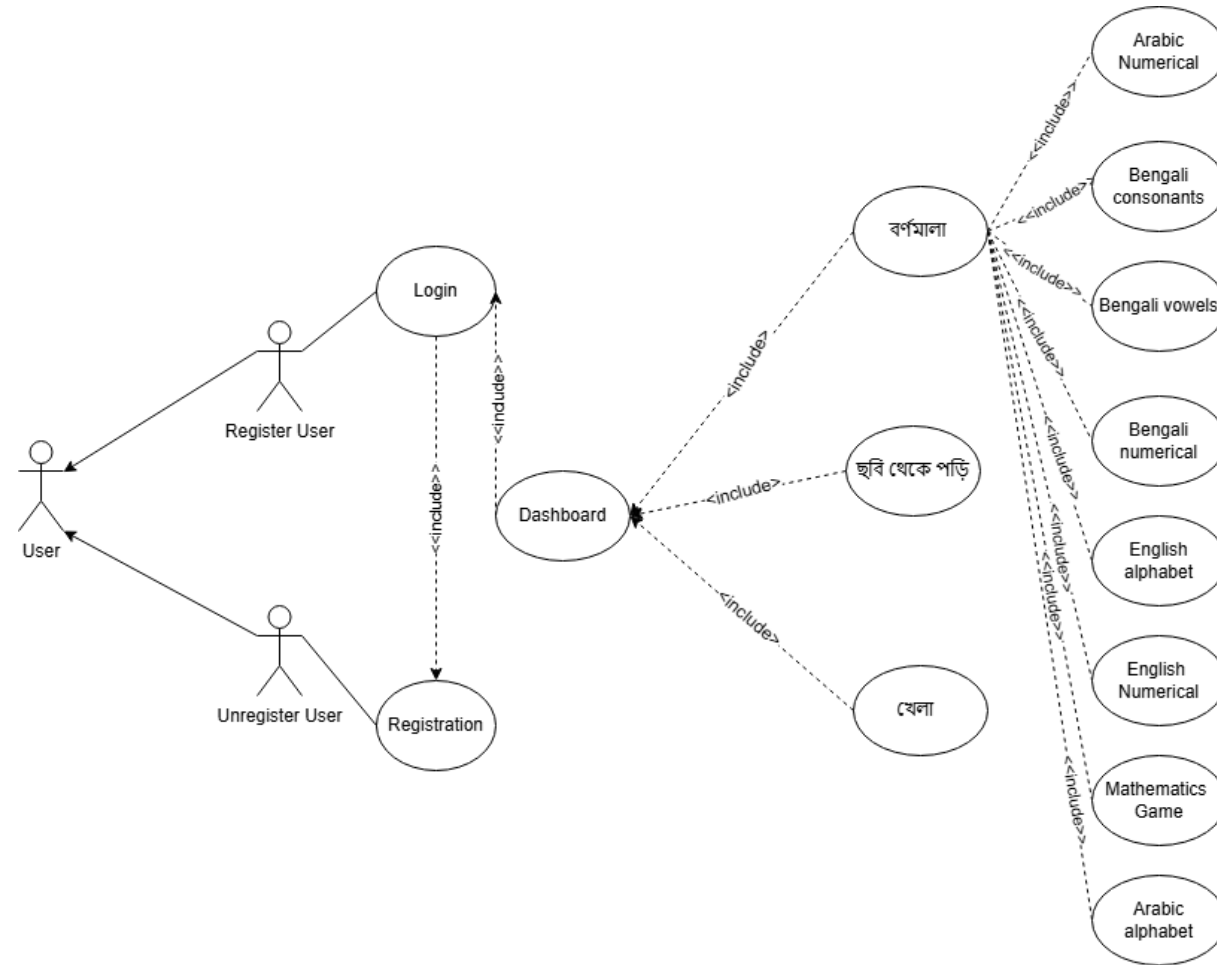 Arabic
Numerical
<<include>>
Bengali
consonants
<<include>>
বর্ণমালা
<<include>>
Bengali vowels
Login
<<include>>
<<include>>
<include>
Bengali
numerical
Register User
<<include>>
<<include>>
ছবি থেকে পড়ি
<include>
<<include>>
Dashboard
User
English
alphabet
<<include>>
<<include>>
<include>
English
Numerical
Unregister User
Registration
খেলা
Mathematics
Game
<<include>>
Arabic
alphabet